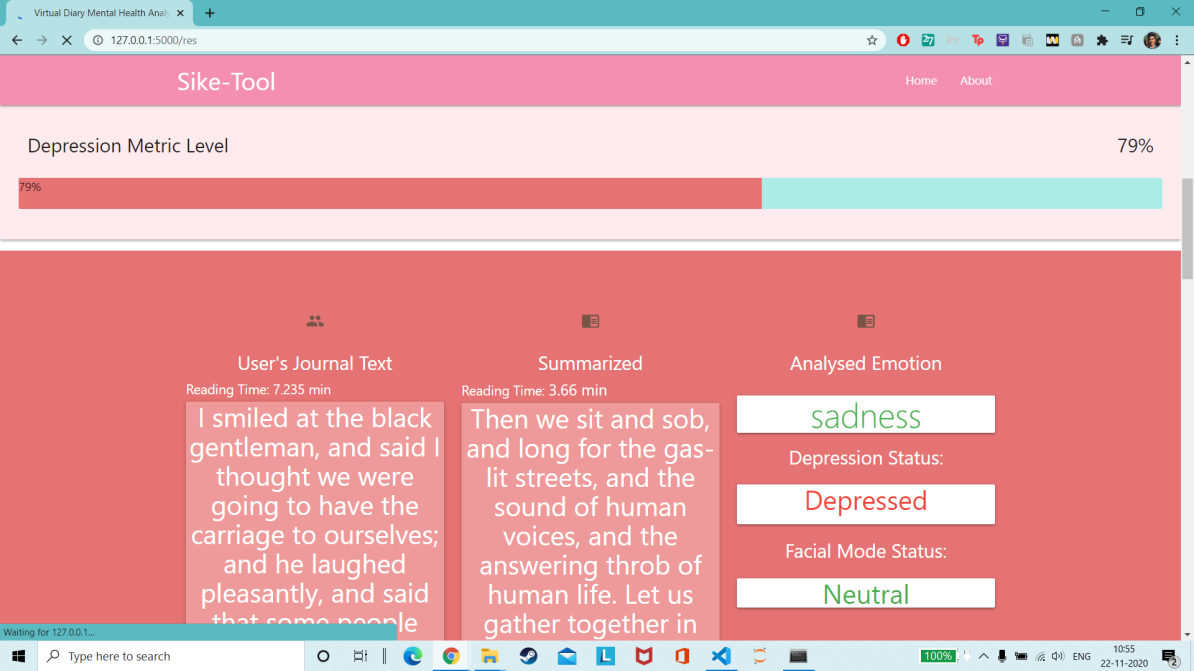 Virtual Diary Mental Health Analy
127.0.0.1:5000/res
27
Tp
Sike-Tool
Home
About
Depression Metric Level
79%
79%
User's Journal Text
Reading Time: 7.235 min
I smiled at the black
gentleman, and said I
thought we were
going to have the
carriage to ourselves;
and he laughed
pleasantly, and said
that some people
Summarized
Reading Time: 3.66 min
Then we sit and sob,
and long for the gas-
lit streets, and the
sound of human
voices, and the
answering throb of
human life. Let us
gather together in
Analysed Emotion
sadness
Depression Status:
Depressed
Facial Mode Status:
Neutral
Waiting for 127.0.0.1...
Type here to search
L
100%
ENG
10:55
22-11-2020
2